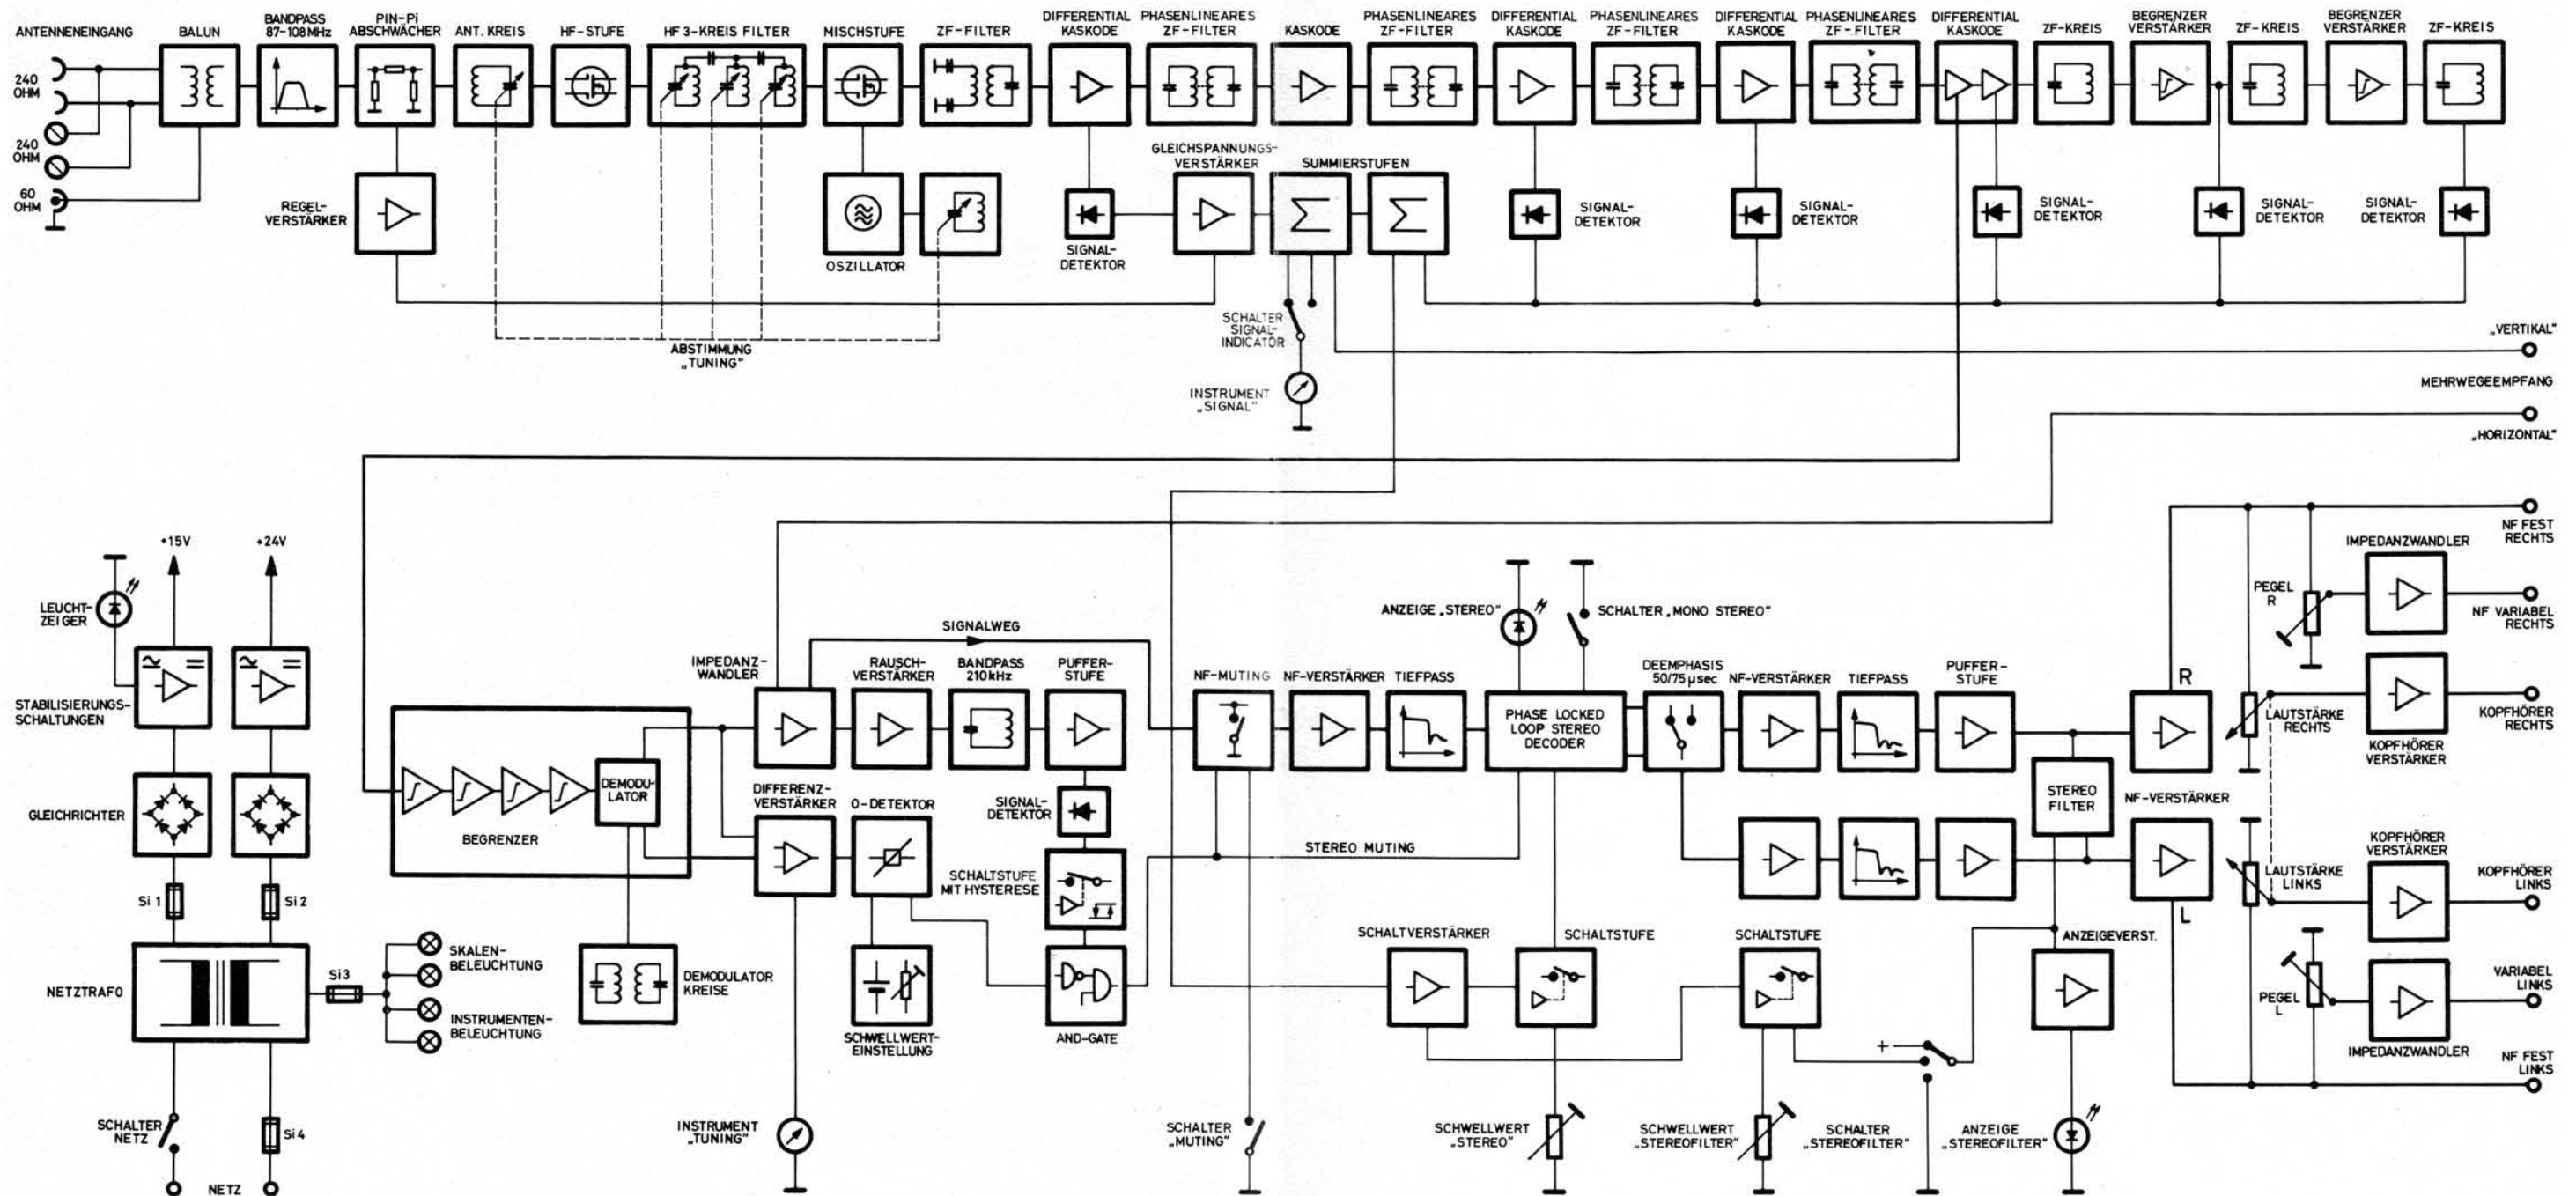 ANTENNENEINGANG
240
OHM
240
OHM
60
OHM
BALUN
BANDPASS
87-108MHz
PIN-Pi
ABSCHWÄCHER
ANT. KREIS
HF-STUFE
HF 3-KREIS FILTER
MISCHSTUFE
ZF-FILTER
DIFFERENTIAL
KASKODE
PHASENLINEARES
ZF-FILTER
KASKODE
PHASENLINEARES
ZF-FILTER
DIFFERENTIAL
KASKODE
PHASENLINEARES
ZF-FILTER
DIFFERENTIAL
KASKODE
PHASENLINEARES
ZF-FILTER
DIFFERENTIAL
KASKODE
ZF-KREIS
BEGRENZER
VERSTÄRKER
ZF-KREIS
BEGRENZER
VERSTÄRKER
ZF-KREIS
REGEL-
VERSTÄRKER
OSZILLATOR
SIGNAL-
DETEKTOR
GLEICHSPANNUNGS-
VERSTÄRKER
SUMMIERSTUFEN
Σ
Σ
SIGNAL-
DETEKTOR
SIGNAL-
DETEKTOR
SIGNAL-
DETEKTOR
SIGNAL-
DETEKTOR
SIGNAL-
DETEKTOR
ABSTIMMUNG
„TUNING"
SCHALTER
SIGNAL-
INDICATOR
INSTRUMENT
„SIGNAL"
„VERTIKAL"
MEHRWEGEEMPFANG
„HORIZONTAL"
+15V
+24V
LEUCHT-
ZEIGER
STABILISIERUNGS-
SCHALTUNGEN
GLEICHRICHTER
Si 1
Si 2
NETZTRAFO
Si3
SKALEN-
BELEUCHTUNG
INSTRUMENTEN-
BELEUCHTUNG
SCHALTER
NETZ
Si4
NETZ
BEGRENZER
DEMODU-
LATOR
DEMODULATOR
KREISE
SIGNALWEG
IMPEDANZ-
WANDLER
RAUSCH-
VERSTÄRKER
BANDPASS
210kHz
PUFFER-
STUFE
DIFFERENZ-
VERSTÄRKER
O-DETEKTOR
SIGNAL-
DETEKTOR
SCHALTSTUFE
MIT HYSTERESE
SCHWELLWERT-
EINSTELLUNG
AND-GATE
INSTRUMENT
„TUNING"
NF-MUTING
NF-VERSTÄRKER
TIEFPASS
ANZEIGE „STEREO"
SCHALTER „MONO STEREO"
PHASE LOCKED
LOOP STEREO
DECODER
DEEMPHASIS
50/75 µsec
NF-VERSTÄRKER
TIEFPASS
PUFFER-
STUFE
STEREO MUTING
STEREO
FILTER
NF-VERSTÄRKER
R
L
SCHALTVERSTÄRKER
SCHALTSTUFE
SCHALTSTUFE
ANZEIGEVERST.
+
SCHALTER
„MUTING"
SCHWELLWERT
„STEREO"
SCHWELLWERT
„STEREOFILTER"
SCHALTER
„STEREOFILTER"
ANZEIGE
„STEREOFILTER"
NF FEST
RECHTS
IMPEDANZWANDLER
PEGEL
R
NF VARIABEL
RECHTS
LAUTSTÄRKE
RECHTS
KOPFHÖRER
RECHTS
KOPFHÖRER
VERSTÄRKER
KOPFHÖRER
VERSTÄRKER
LAUTSTÄRKE
LINKS
KOPFHÖRER
LINKS
PEGEL
L
VARIABEL
LINKS
IMPEDANZWANDLER
NF FEST
LINKS